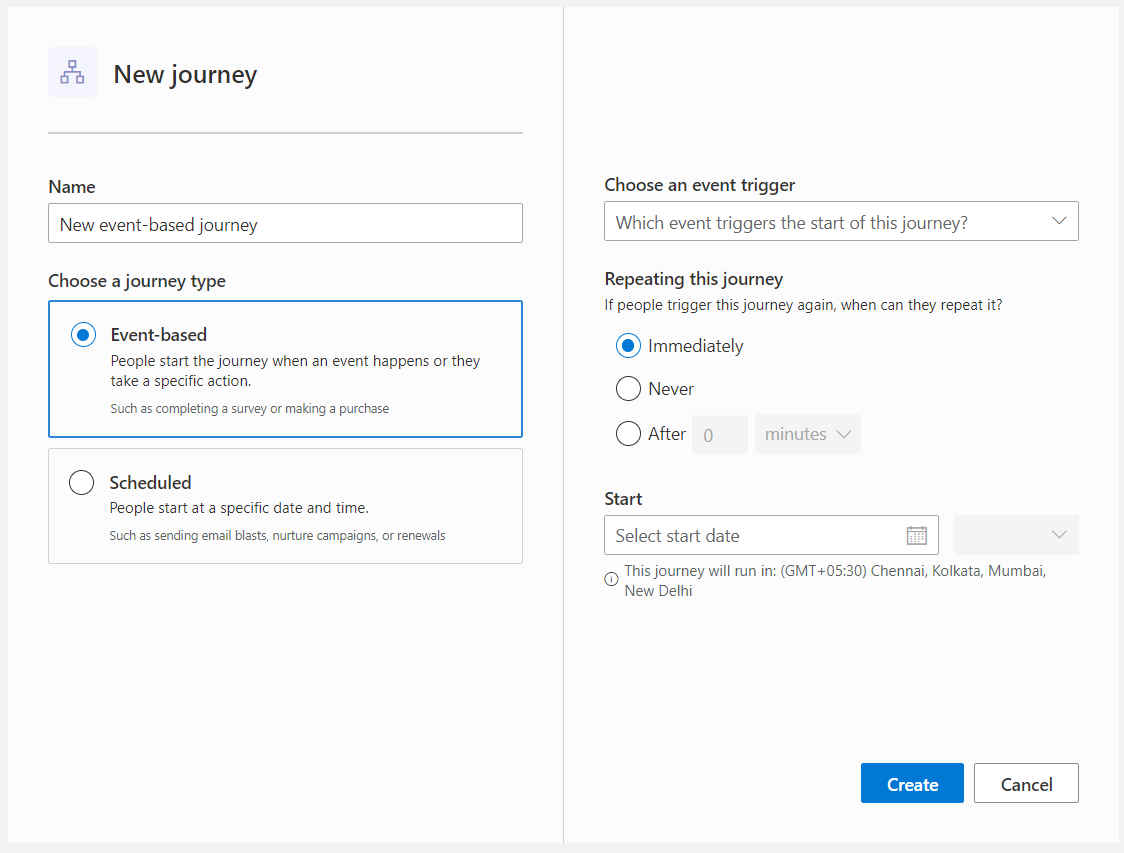 New journey
Name
New event-based journey
Choose a journey type
Event-based
People start the journey when an event happens or they
take a specific action.
Such as completing a survey or making a purchase
Scheduled
People start at a specific date and time.
Such as sending email blasts, nurture campaigns, or renewals
Choose an event trigger
Which event triggers the start of this journey?
Repeating this journey
If people trigger this journey again, when can they repeat it?
Immediately
Never
After 0 minutes
Start
Select start date
This journey will run in: (GMT+05:30) Chennai, Kolkata, Mumbai,
New Delhi
Create Cancel